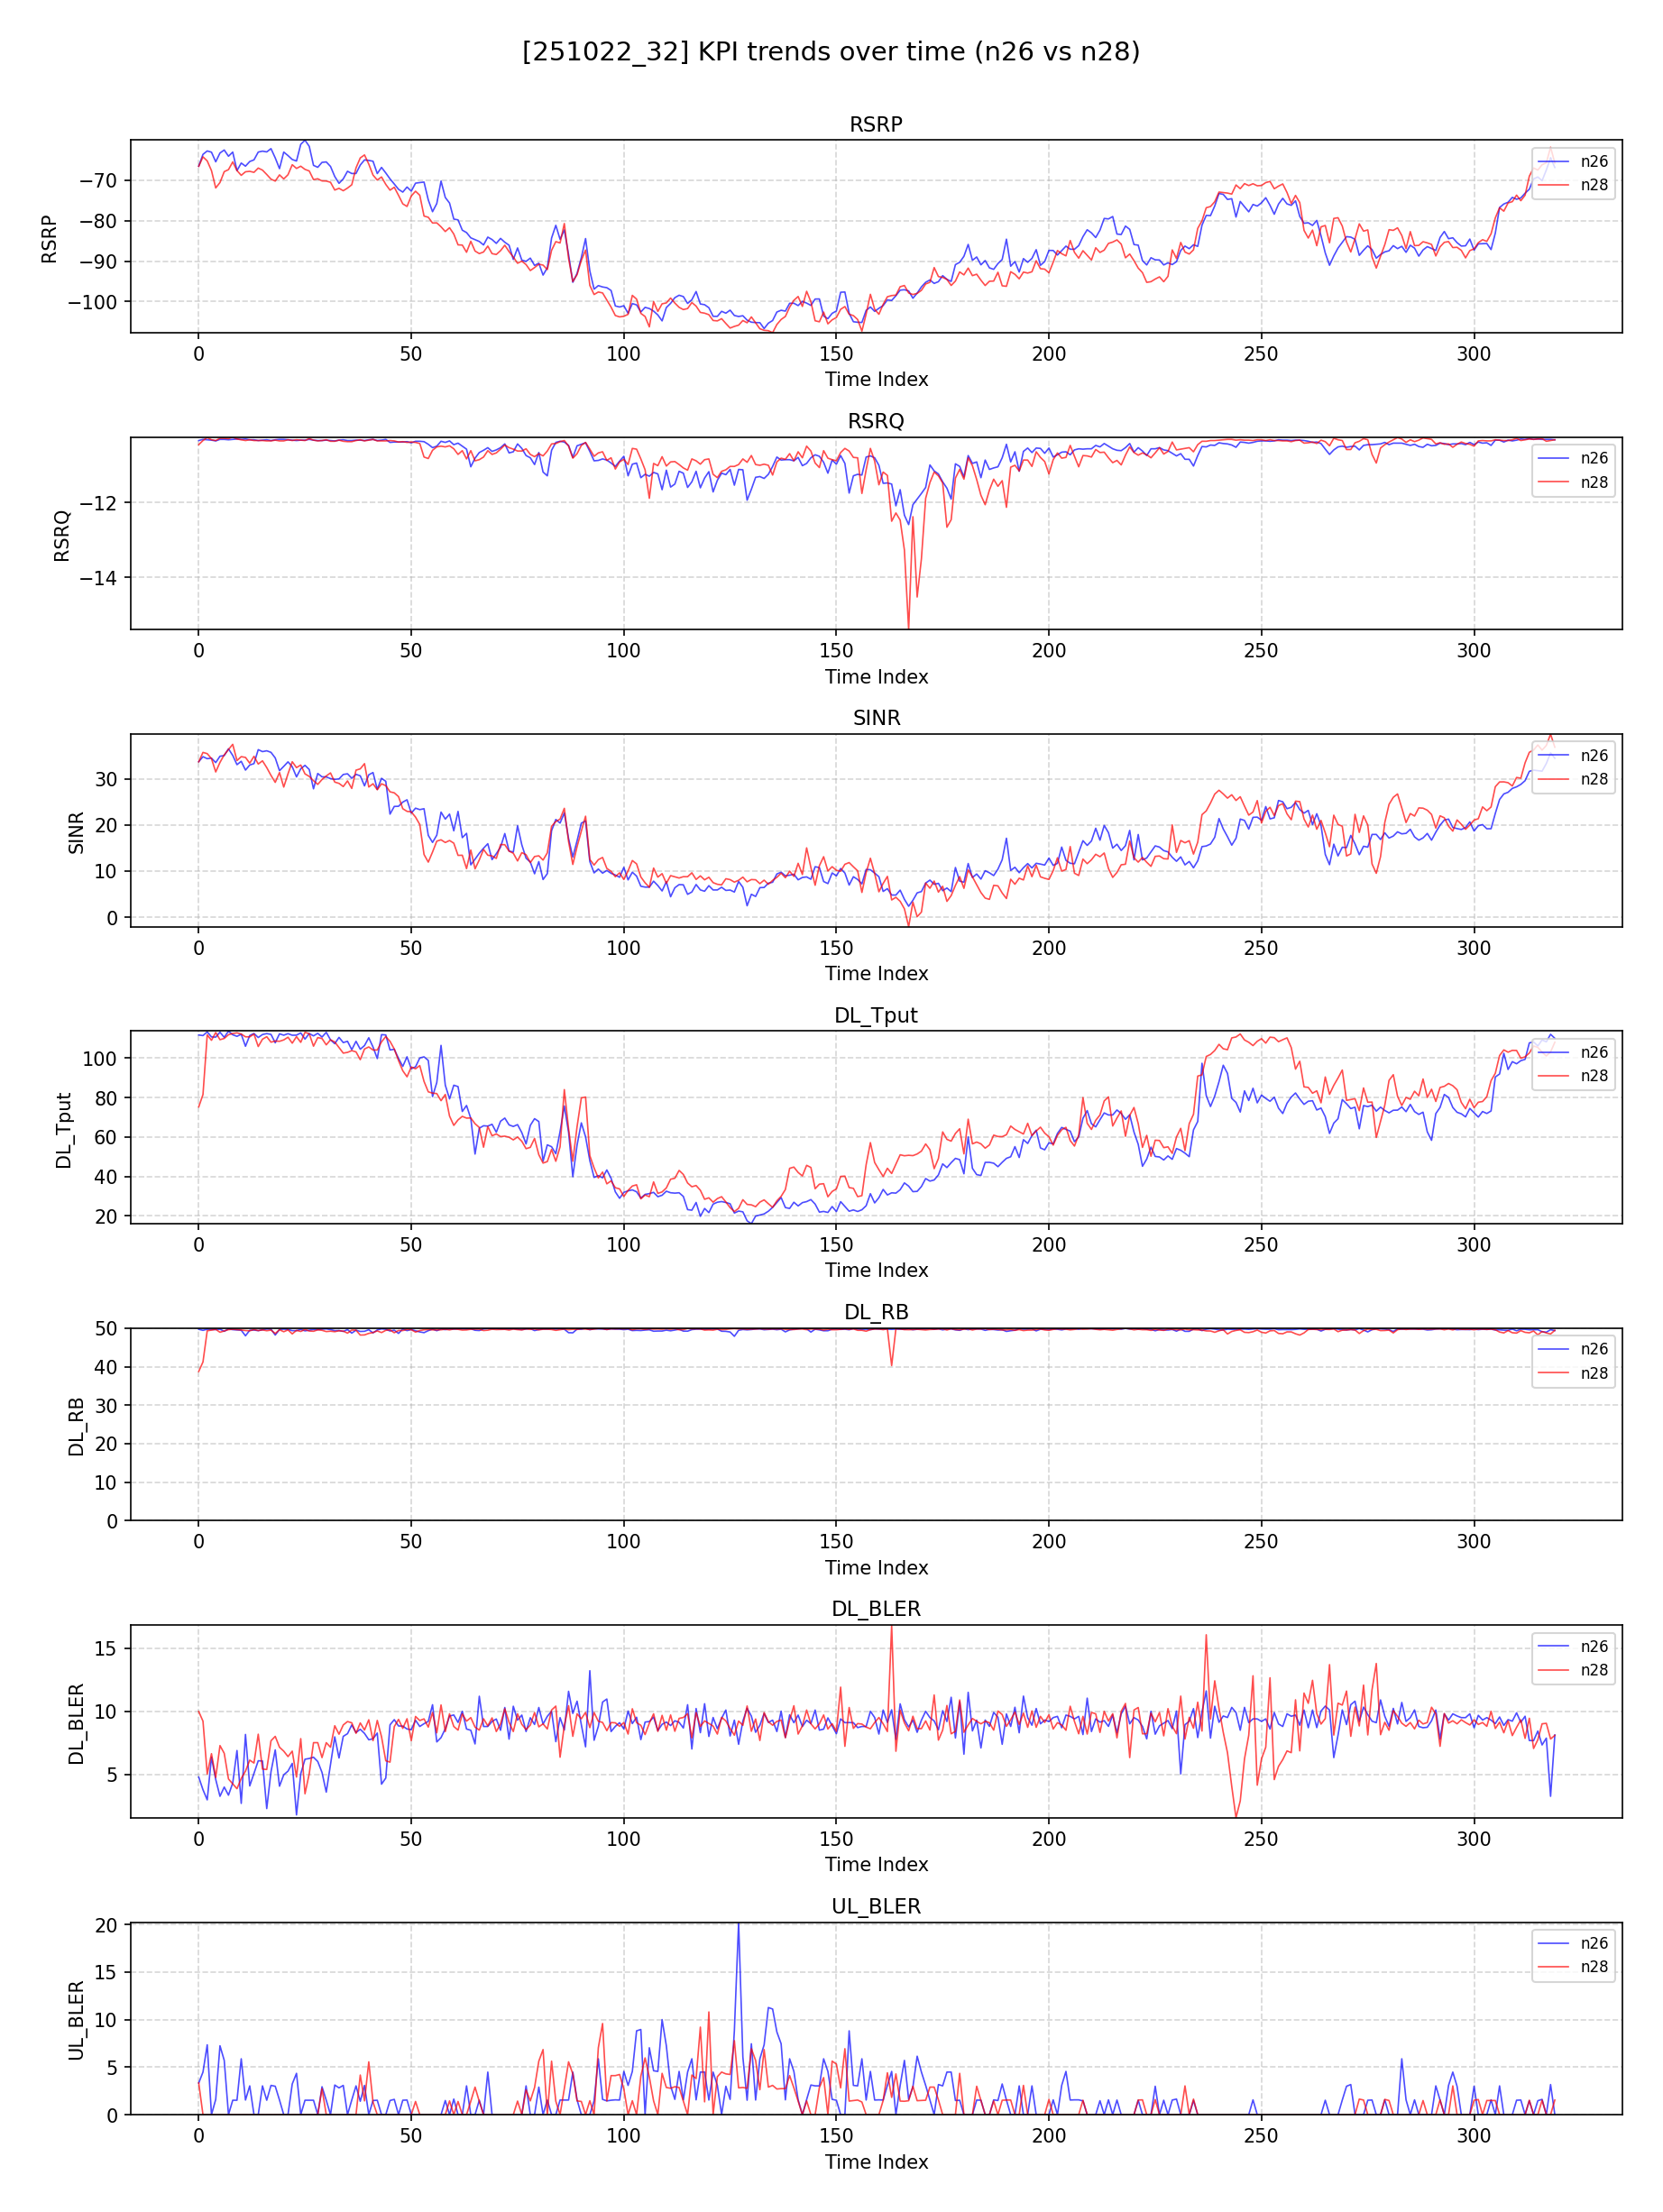 [251022_32] KPI trends over time (n26 vs n28)
RSRP
n26
n28
RSRP
−70
−80
−90
−100
0 50 100 150 200 250 300
Time Index
RSRQ
n26
n28
RSRQ
−12
−14
0 50 100 150 200 250 300
Time Index
SINR
n26
n28
SINR
30
20
10
0
0 50 100 150 200 250 300
Time Index
DL_Tput
n26
n28
DL_Tput
100
80
60
40
20
0 50 100 150 200 250 300
Time Index
DL_RB
n26
n28
DL_RB
50
40
30
20
10
0
0 50 100 150 200 250 300
Time Index
DL_BLER
n26
n28
DL_BLER
15
10
5
0 50 100 150 200 250 300
Time Index
UL_BLER
n26
n28
UL_BLER
20
15
10
5
0
0 50 100 150 200 250 300
Time Index